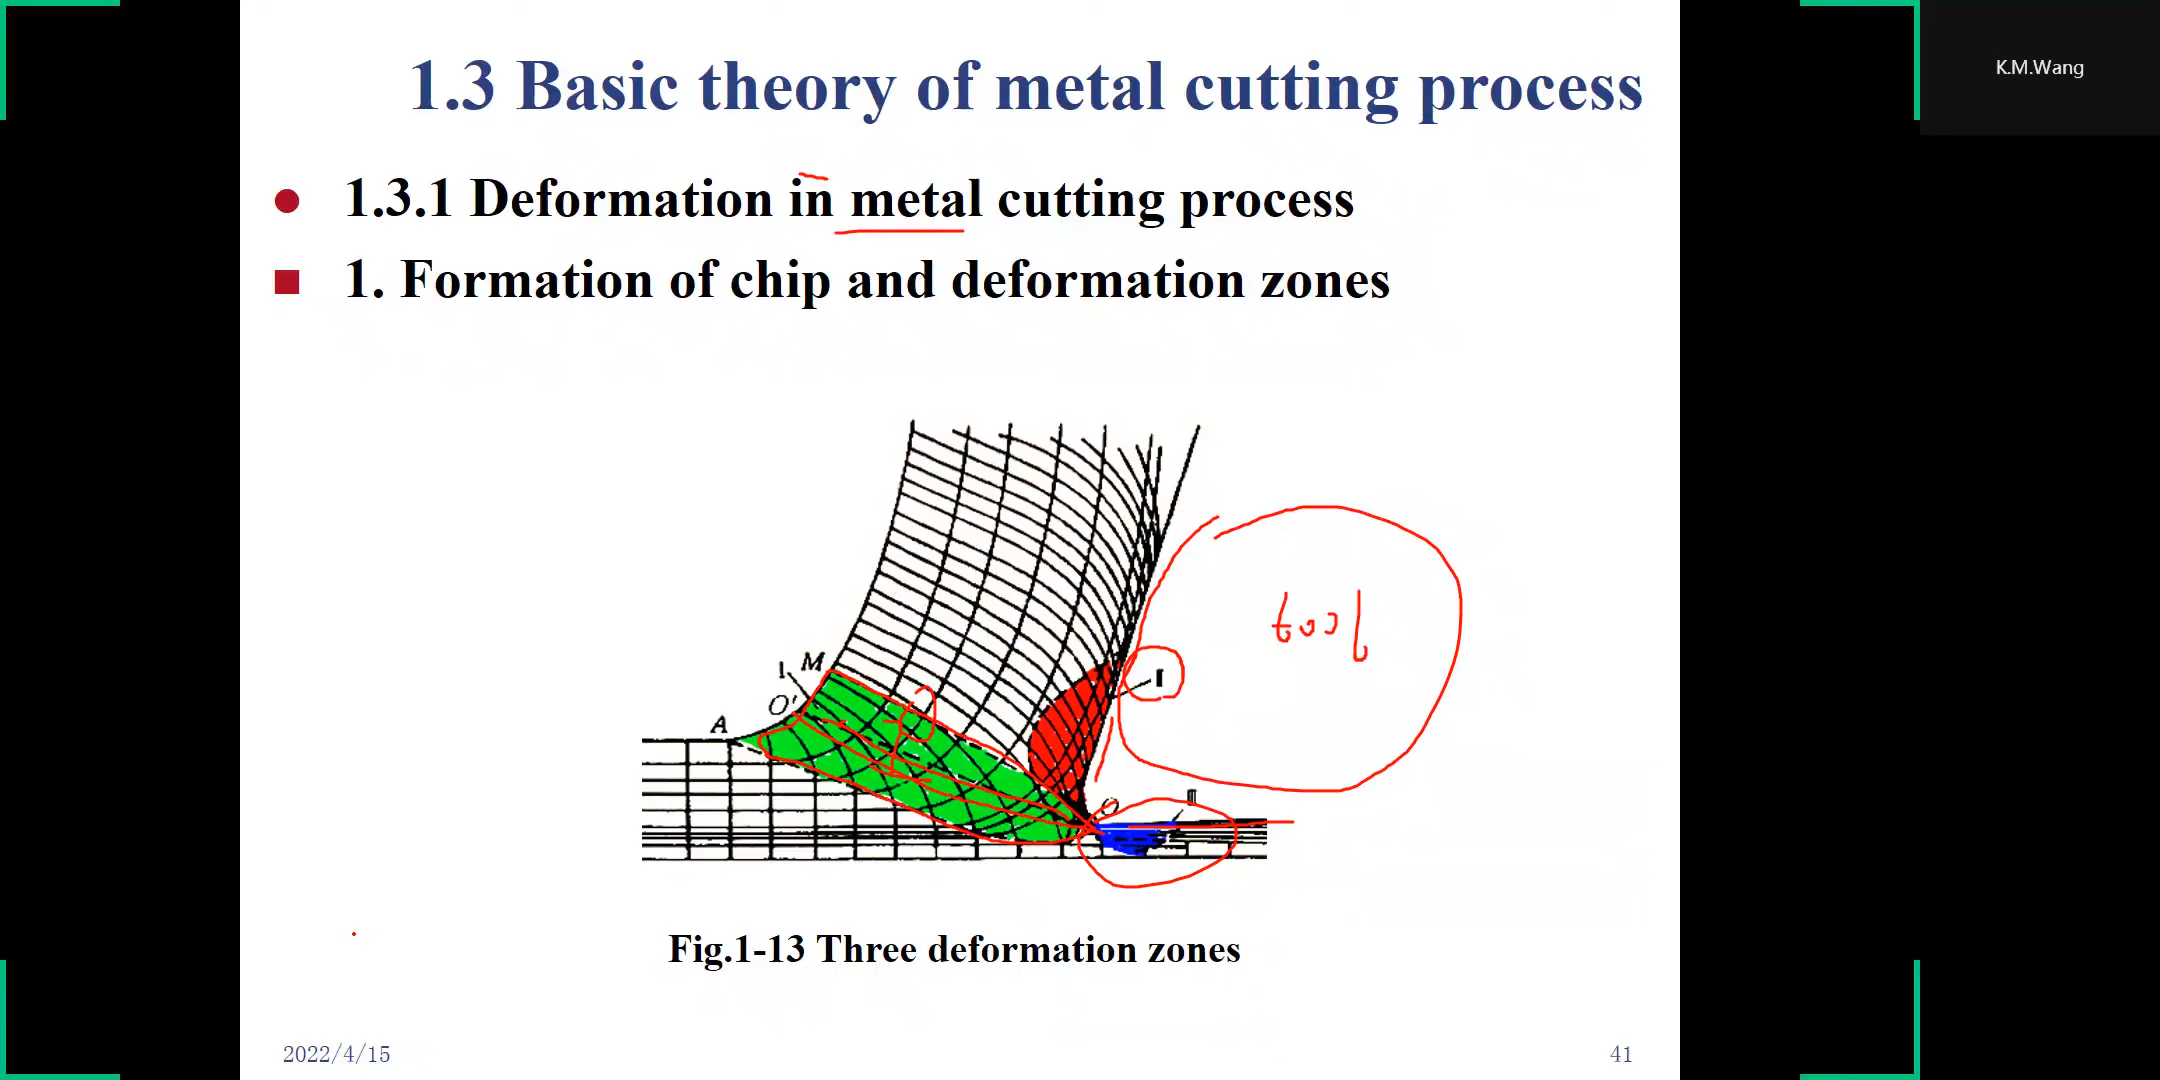 K.M.Wang
1.3 Basic theory of metal cutting process
1.3.1 Deformation in metal cutting process
1. Formation of chip and deformation zones
tool
I
M
O'
A
II
O
III
Fig.1-13 Three deformation zones
2022/4/15
41